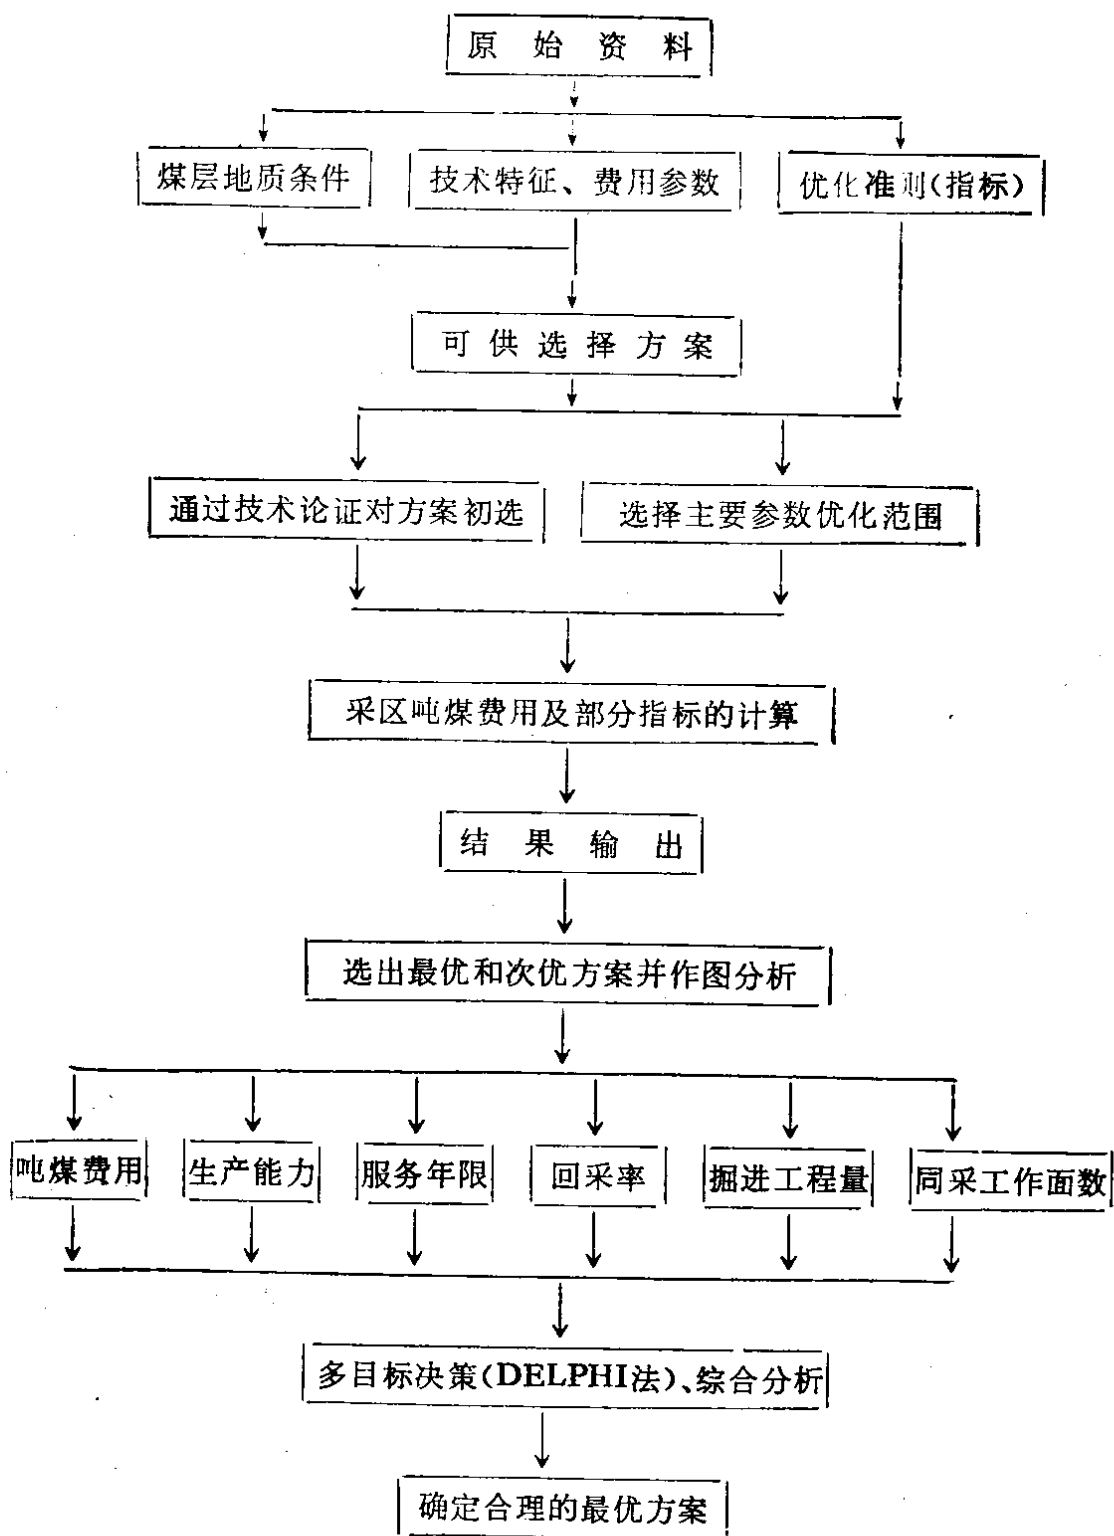 原始资料
煤层地质条件
技术特征、费用参数
优化准则(指标)
可供选择方案
通过技术论证对方案初选
选择主要参数优化范围
采区吨煤费用及部分指标的计算
结果输出
选出最优和次优方案并作图分析
吨煤费用
生产能力
服务年限
回采率
掘进工程量
同采工作面数
多目标决策(DELPHI法)、综合分析
确定合理的最优方案